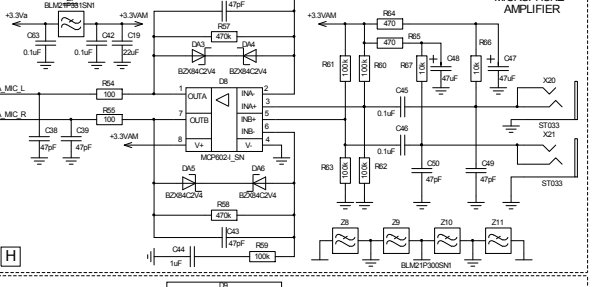 BLM21P331SN1
+3.3Va
+3.3VAM
C63
0.1uF
C42
0.1uF
C19
22uF
47pF
R57
470k
DA3
DA4
BZX84C2V4
BZX84C2V4
D8
A_MIC_L
R54
100
1
OUTA
INA-
2
INA+
3
A_MIC_R
R55
100
7
OUTB
INB+
5
INB-
6
8
V+
V-
4
+3.3VAM
MCP602-I_SN
C38
47pF
C39
47pF
DA5
DA6
BZX84C2V4
BZX84C2V4
R58
470k
C43
47pF
C44
1uF
R59
100k
H
AMPLIFIER
+3.3VAM
R64
470
R65
470
R61
100k
R60
100k
R67
10k
+
C48
47uF
R66
10k
+
C47
47uF
C45
0.1uF
C46
0.1uF
X20
ST033
X21
ST033
R63
100k
R62
100k
C50
47pF
C49
47pF
Z8
Z9
Z10
Z11
BLM21P300SN1
D9